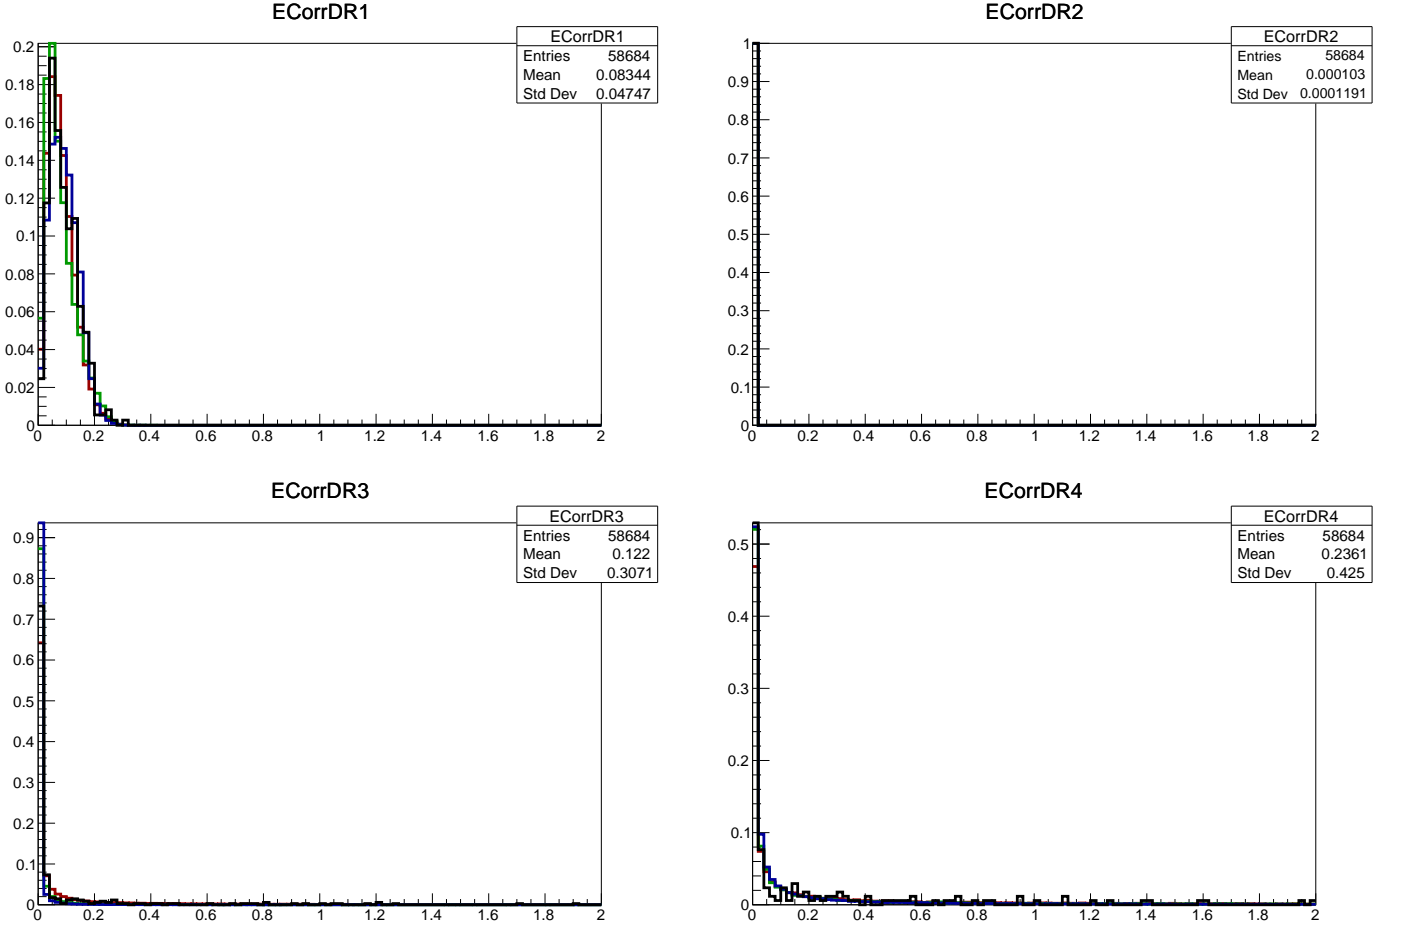 ECorrDR1
ECorrDR1
Entries 58684
Mean 0.08344
Std Dev 0.04747
0.2
0.18
0.16
0.14
0.12
0.1
0.08
0.06
0.04
0.02
0
0 0.2 0.4 0.6 0.8 1 1.2 1.4 1.6 1.8 2
ECorrDR2
ECorrDR2
Entries 58684
Mean 0.000103
Std Dev 0.0001191
1
0.9
0.8
0.7
0.6
0.5
0.4
0.3
0.2
0.1
0
0 0.2 0.4 0.6 0.8 1 1.2 1.4 1.6 1.8 2
ECorrDR3
ECorrDR3
Entries 58684
Mean 0.122
Std Dev 0.3071
0.9
0.8
0.7
0.6
0.5
0.4
0.3
0.2
0.1
0
0 0.2 0.4 0.6 0.8 1 1.2 1.4 1.6 1.8 2
ECorrDR4
ECorrDR4
Entries 58684
Mean 0.2361
Std Dev 0.425
0.5
0.4
0.3
0.2
0.1
0
0 0.2 0.4 0.6 0.8 1 1.2 1.4 1.6 1.8 2